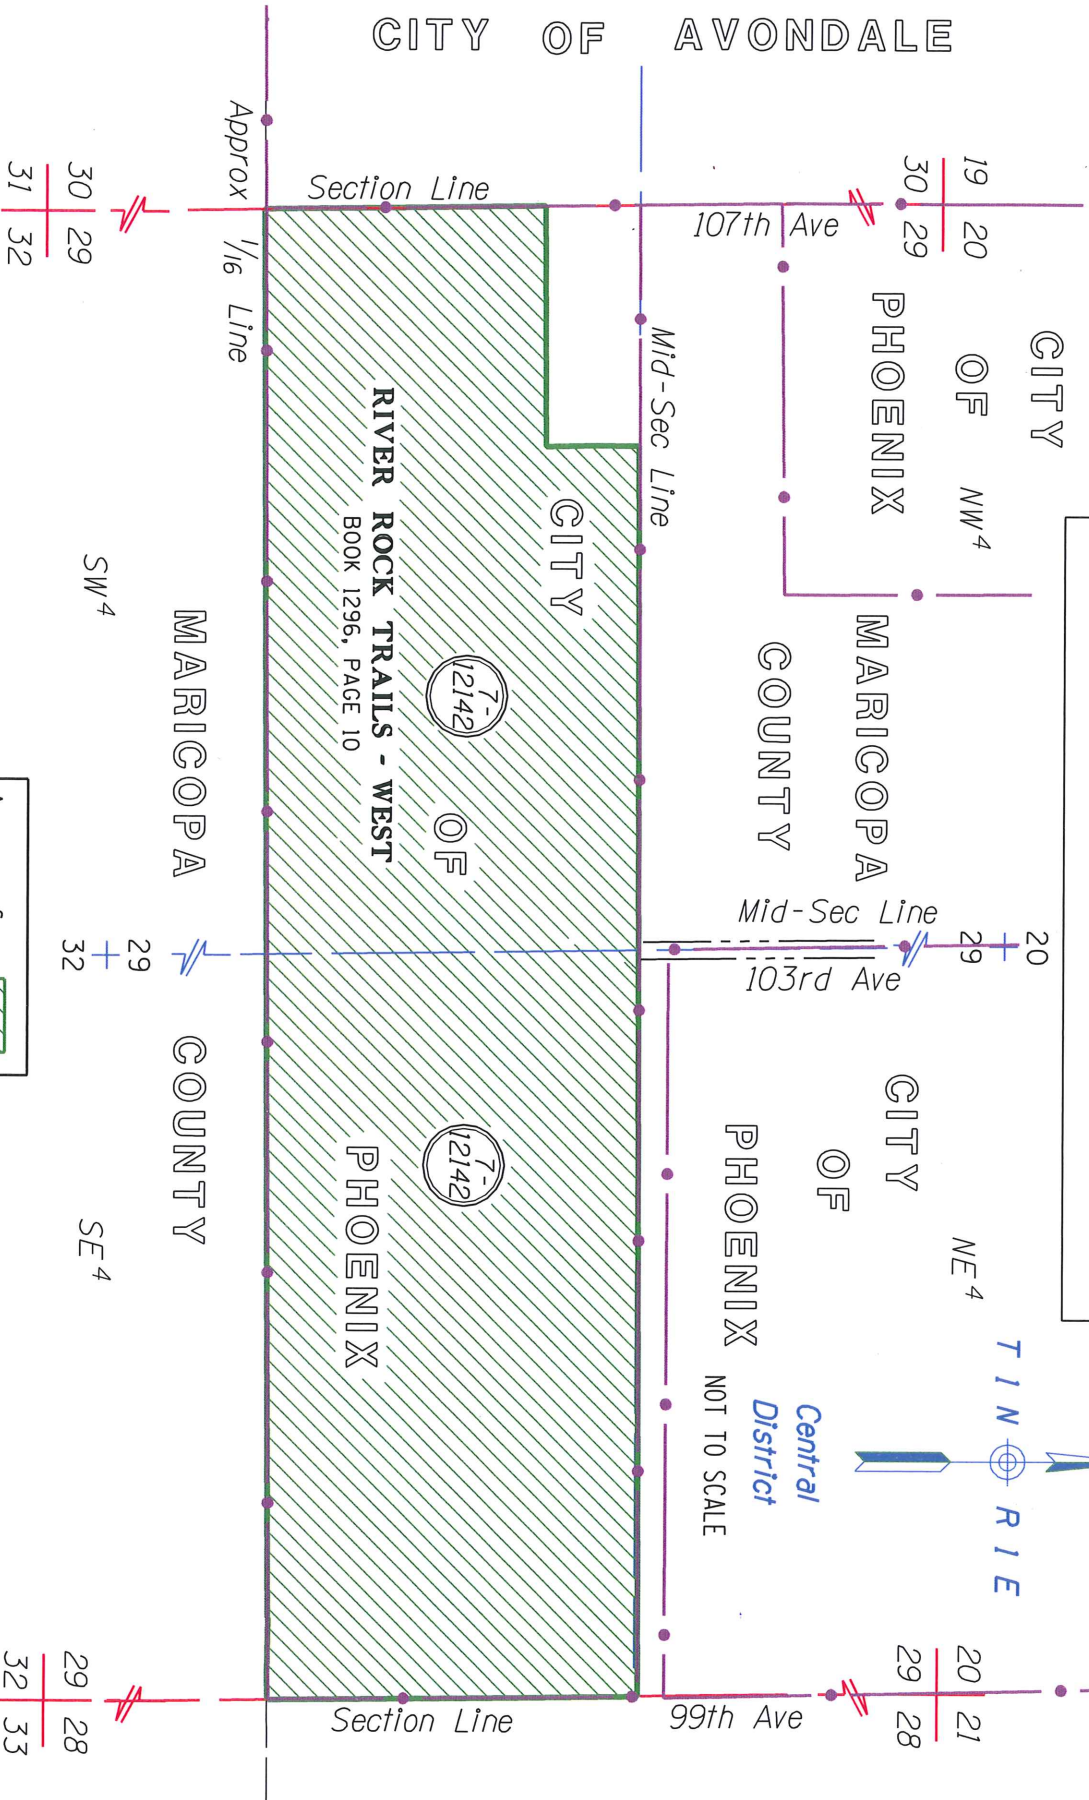 CITY OF AVONDALE
Approx 1/16 Line
Section Line
107th Ave
19 20
30 29
30 29
31 32
CITY
OF
PHOENIX
NW4
Mid-Sec Line
MARICOPA
COUNTY
CITY
OF
PHOENIX
7-
12142
RIVER ROCK TRAILS - WEST
BOOK 1296, PAGE 10
SW4
MARICOPA COUNTY
Mid-Sec Line
103rd Ave
20
29
29
32
CITY
OF
PHOENIX
NE4
7-
12142
SE4
T1N R1E
Central
District
NOT TO SCALE
20 21
29 28
Section Line
99th Ave
29 28
32 33